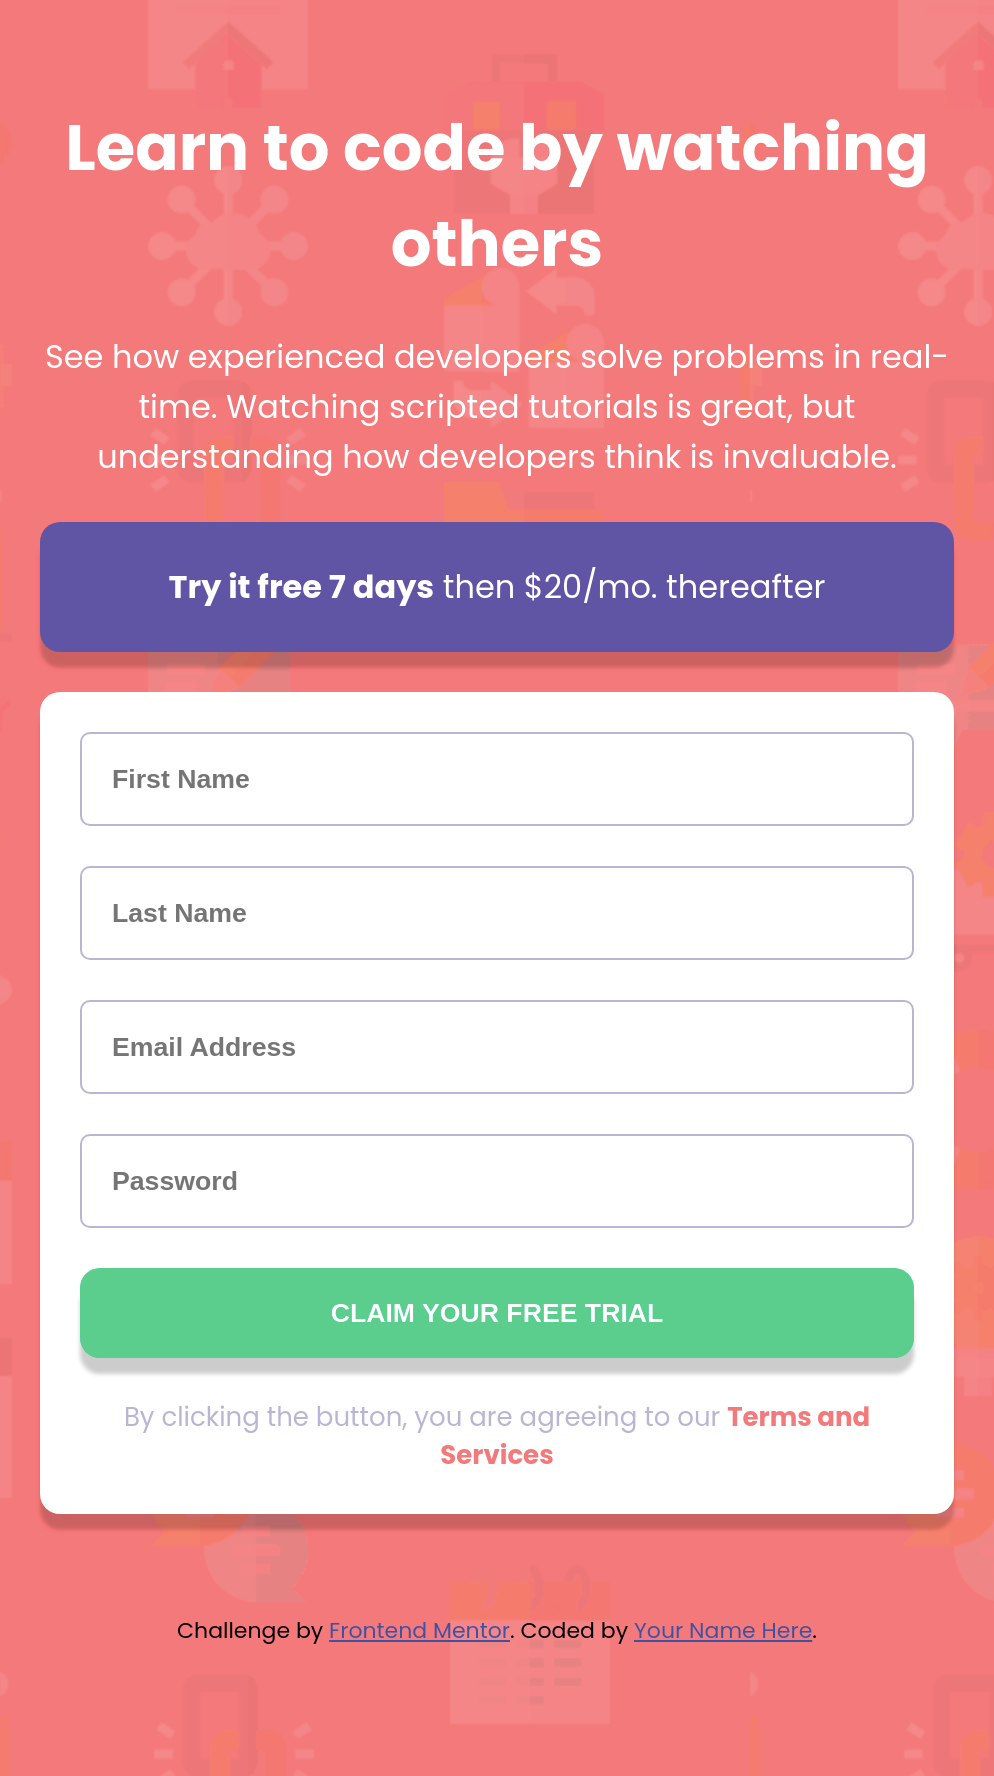 Learn to code by watching
others
See how experienced developers solve problems in real-
time. Watching scripted tutorials is great, but
understanding how developers think is invaluable.
Try it free 7 days then $20/mo. thereafter
First Name
Last Name
Email Address
Password
CLAIM YOUR FREE TRIAL
By clicking the button, you are agreeing to our Terms and
Services
Challenge by Frontend Mentor. Coded by Your Name Here.